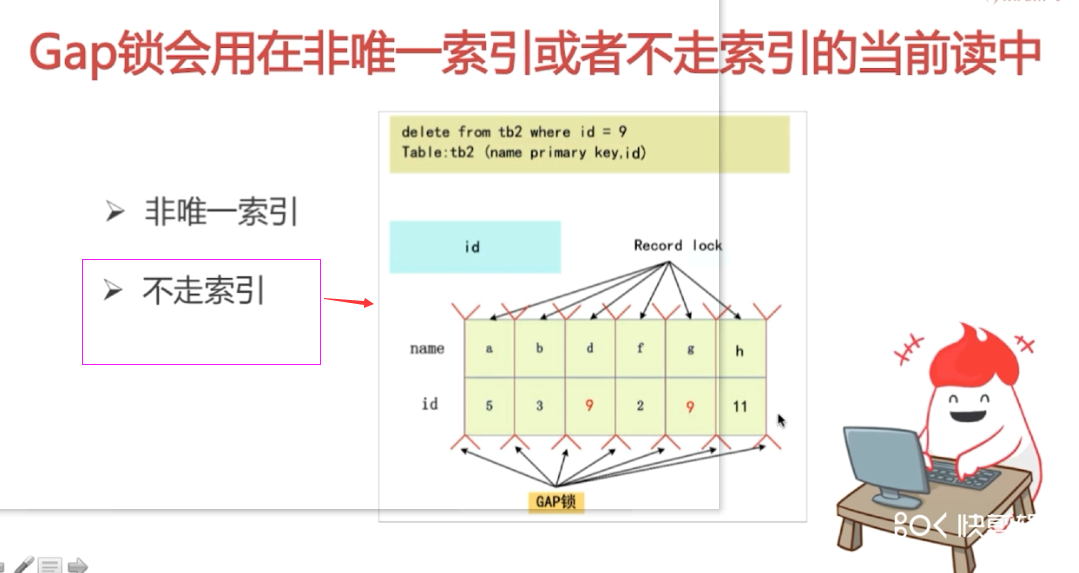 Gap锁会用在非唯一索引或者不走索引的当前读中
delete from tb2 where id = 9
Table:tb2 (name primary key,id)
➢ 非唯一索引
id
Record lock
➢ 不走索引
name a b d f g h
id 5 3 9 2 9 11
GAP锁